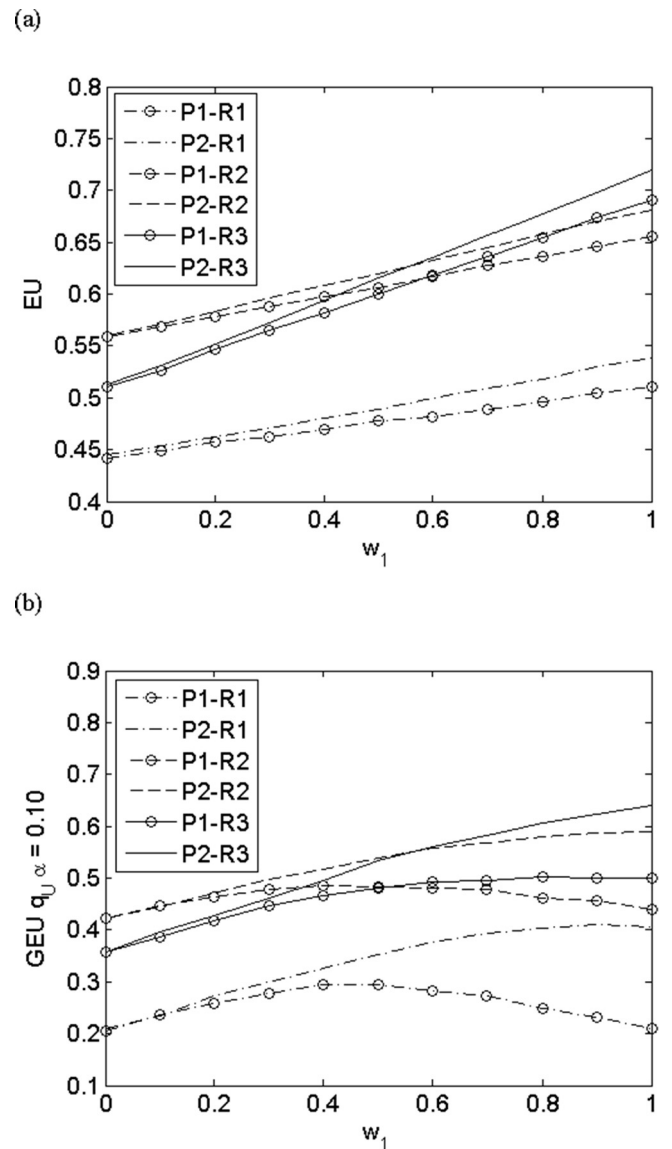 (a)
0.8
0.75
0.7
0.65
0.6
0.55
0.5
0.45
0.4
EU
P1-R1
P2-R1
P1-R2
P2-R2
P1-R3
P2-R3
0 0.2 0.4 0.6 0.8 1
w1
(b)
0.9
0.8
0.7
0.6
0.5
0.4
0.3
0.2
0.1
GEU qU α = 0.10
P1-R1
P2-R1
P1-R2
P2-R2
P1-R3
P2-R3
0 0.2 0.4 0.6 0.8 1
w1